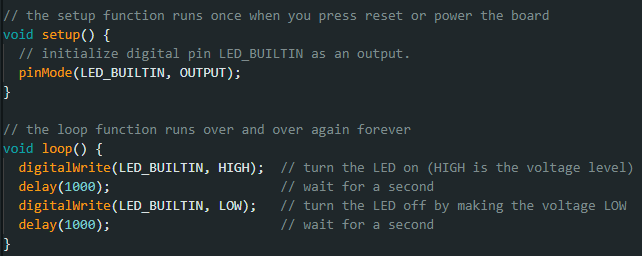 // the setup function runs once when you press reset or power the board
void setup() {
  // initialize digital pin LED_BUILTIN as an output.
  pinMode(LED_BUILTIN, OUTPUT);
}

// the loop function runs over and over again forever
void loop() {
  digitalWrite(LED_BUILTIN, HIGH);  // turn the LED on (HIGH is the voltage level)
  delay(1000);                      // wait for a second
  digitalWrite(LED_BUILTIN, LOW);   // turn the LED off by making the voltage LOW
  delay(1000);                      // wait for a second
}